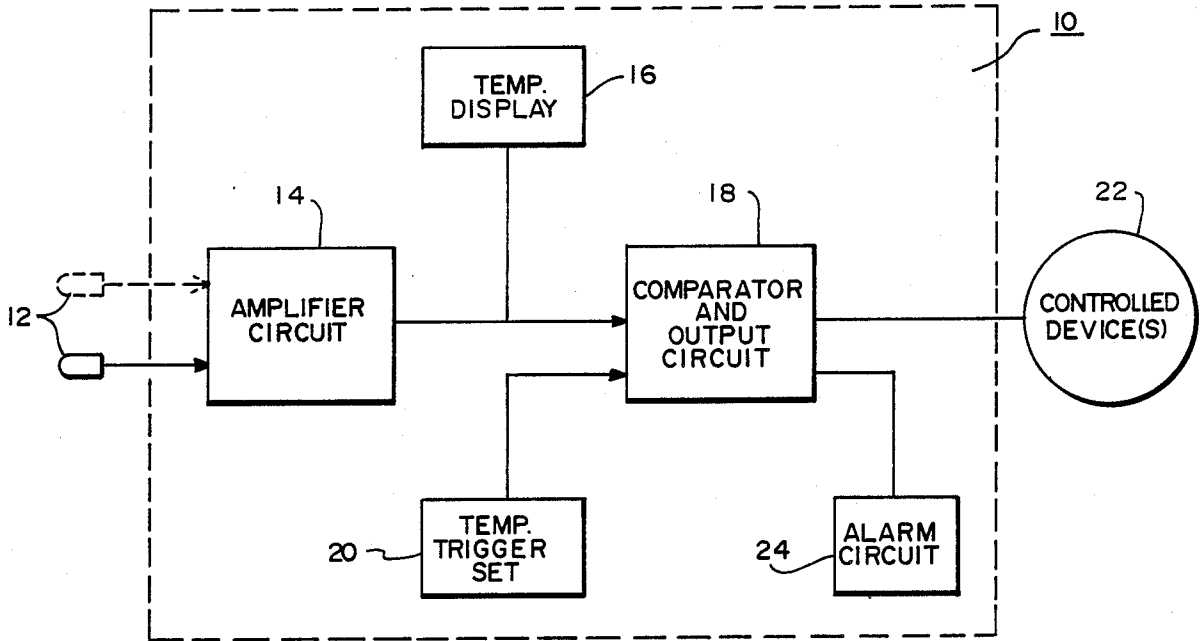 10
TEMP.
DISPLAY
16
14
18
22
12
AMPLIFIER
CIRCUIT
COMPARATOR
AND
OUTPUT
CIRCUIT
CONTROLLED
DEVICE(S)
20
TEMP.
TRIGGER
SET
24
ALARM
CIRCUIT